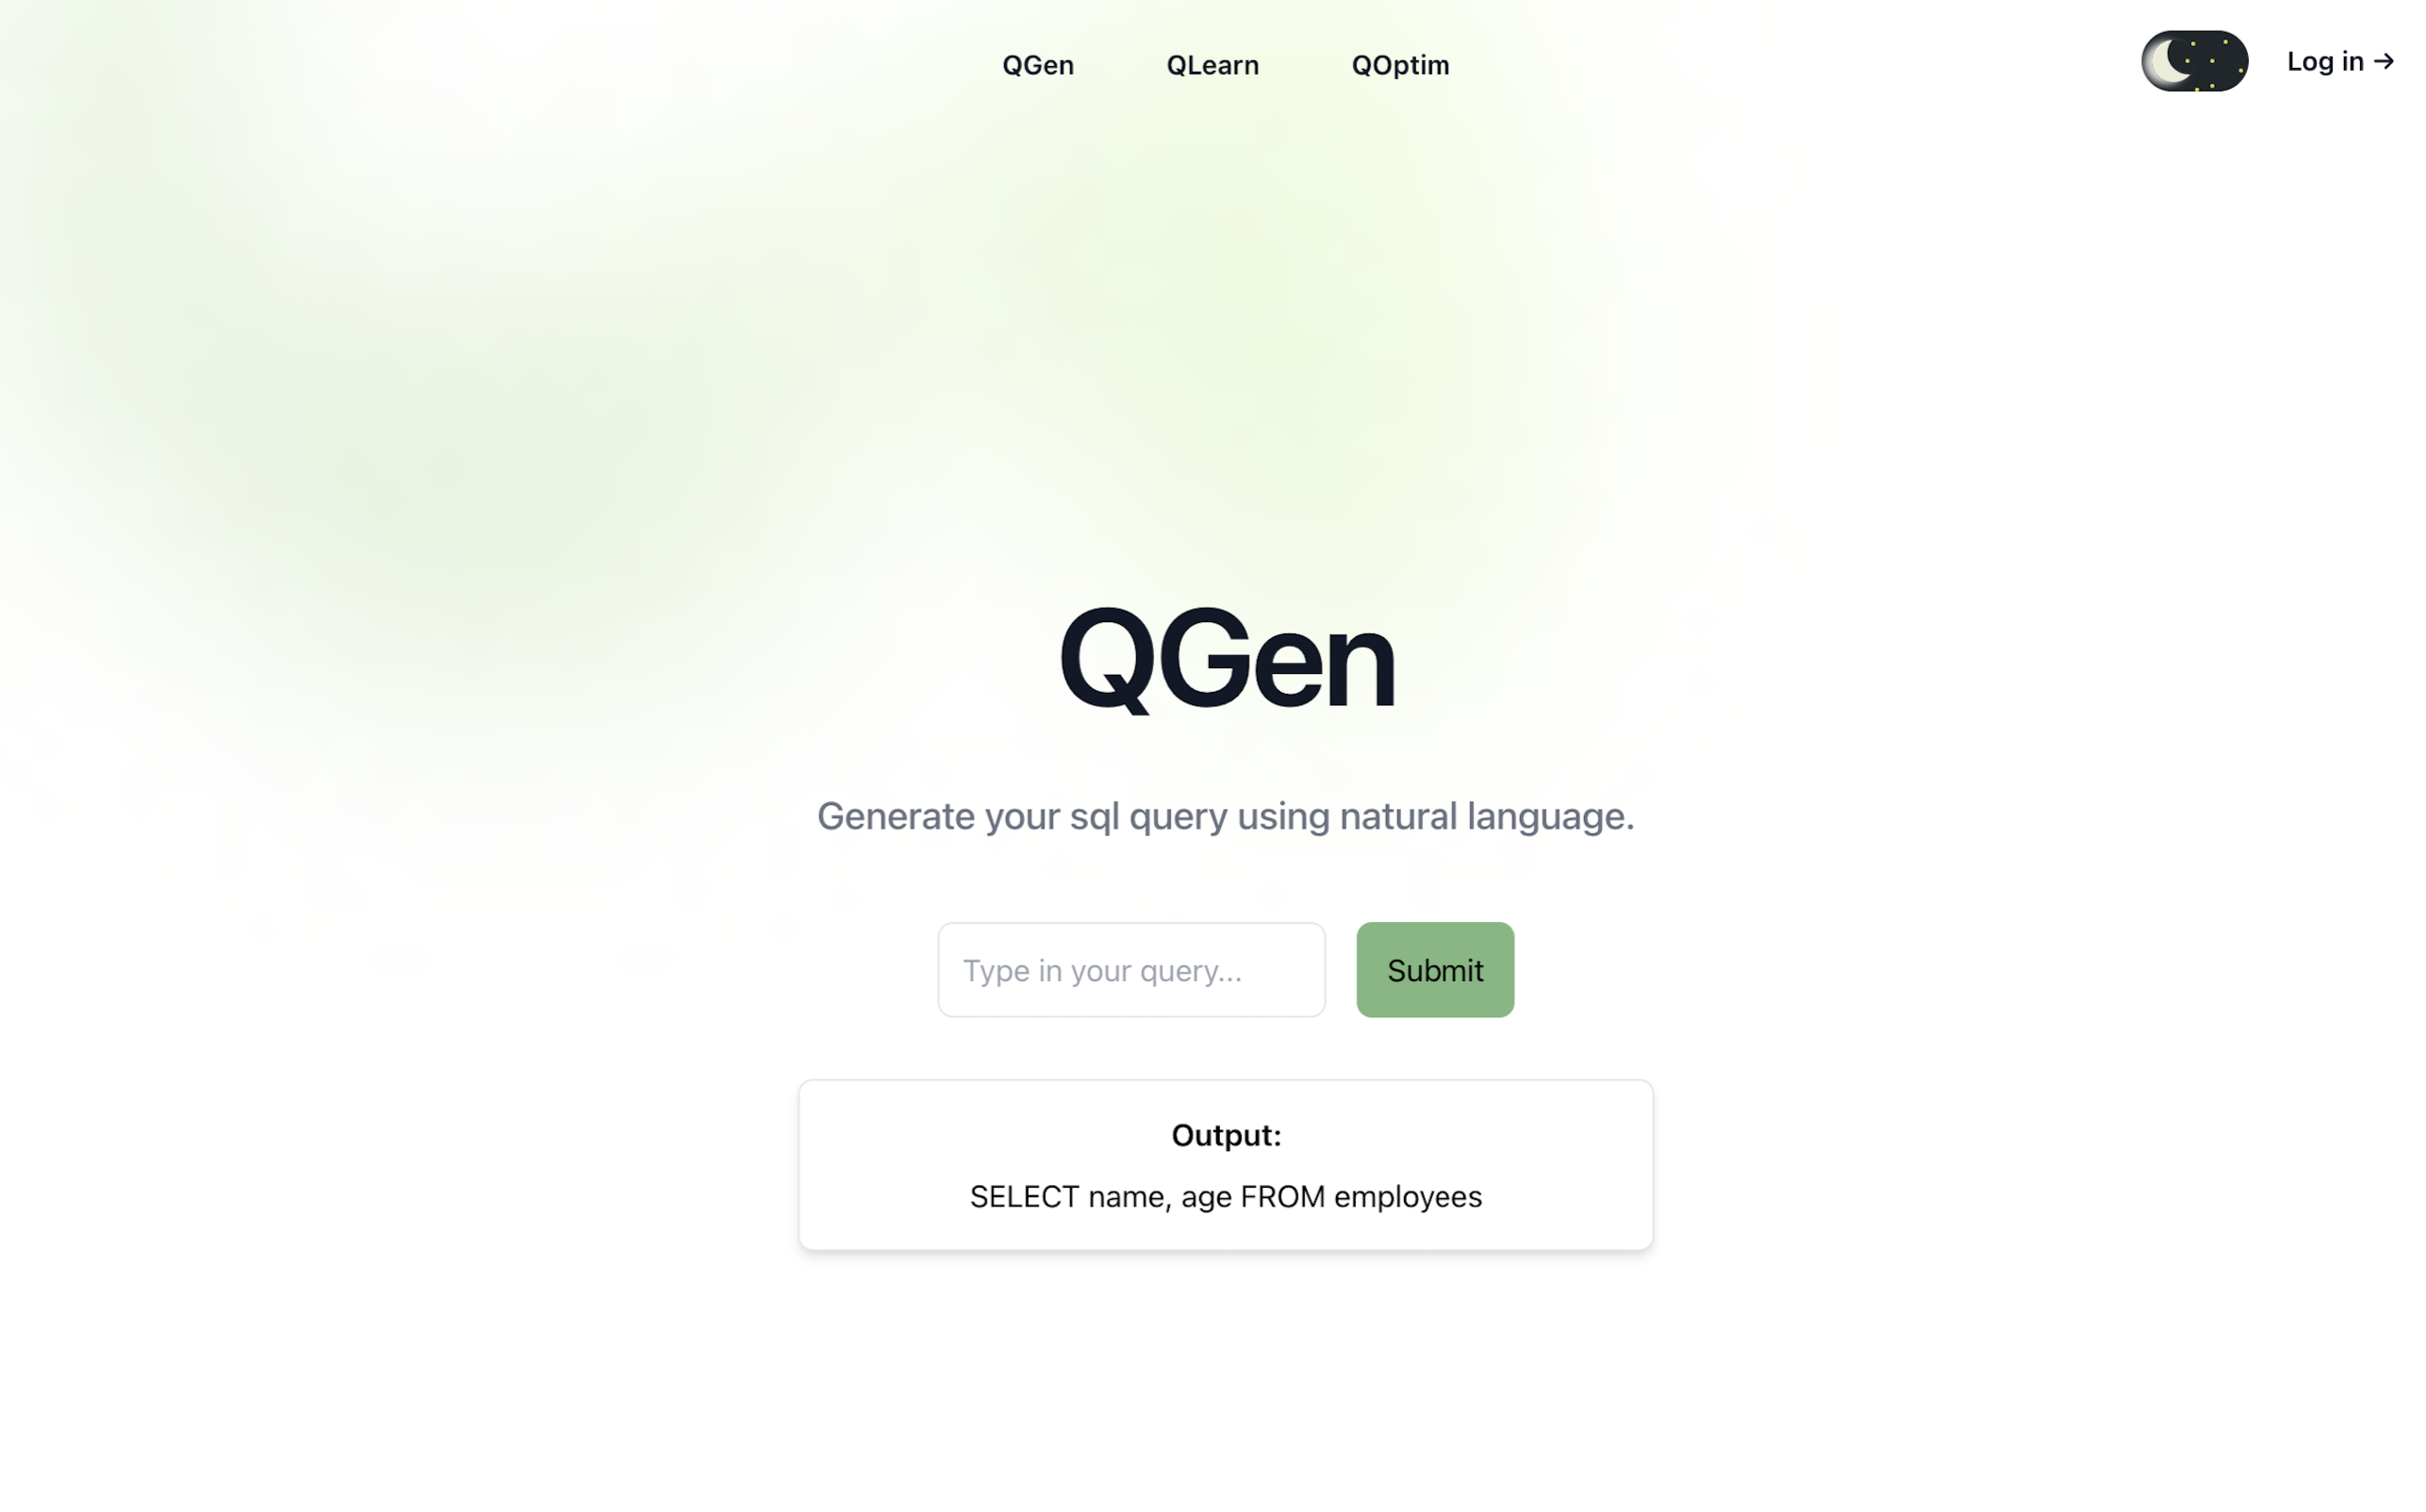 QGen QLearn QOptim Log in →
QGen
Generate your sql query using natural language.
Type in your query...
Submit
Output:
SELECT name, age FROM employees